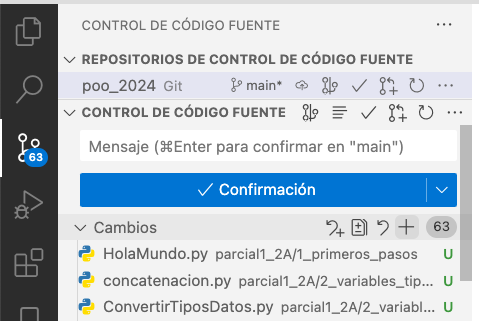 CONTROL DE CÓDIGO FUENTE
REPOSITORIOS DE CONTROL DE CÓDIGO FUENTE
poo_2024 Git main*
CONTROL DE CÓDIGO FUENTE
63
Mensaje (⌘Enter para confirmar en "main")
Confirmación
Cambios 63
HolaMundo.py parcial1_2A/1_primeros_pasos U
concatenacion.py parcial1_2A/2_variables_tip... U
ConvertirTiposDatos.py parcial1_2A/2_variabl... U